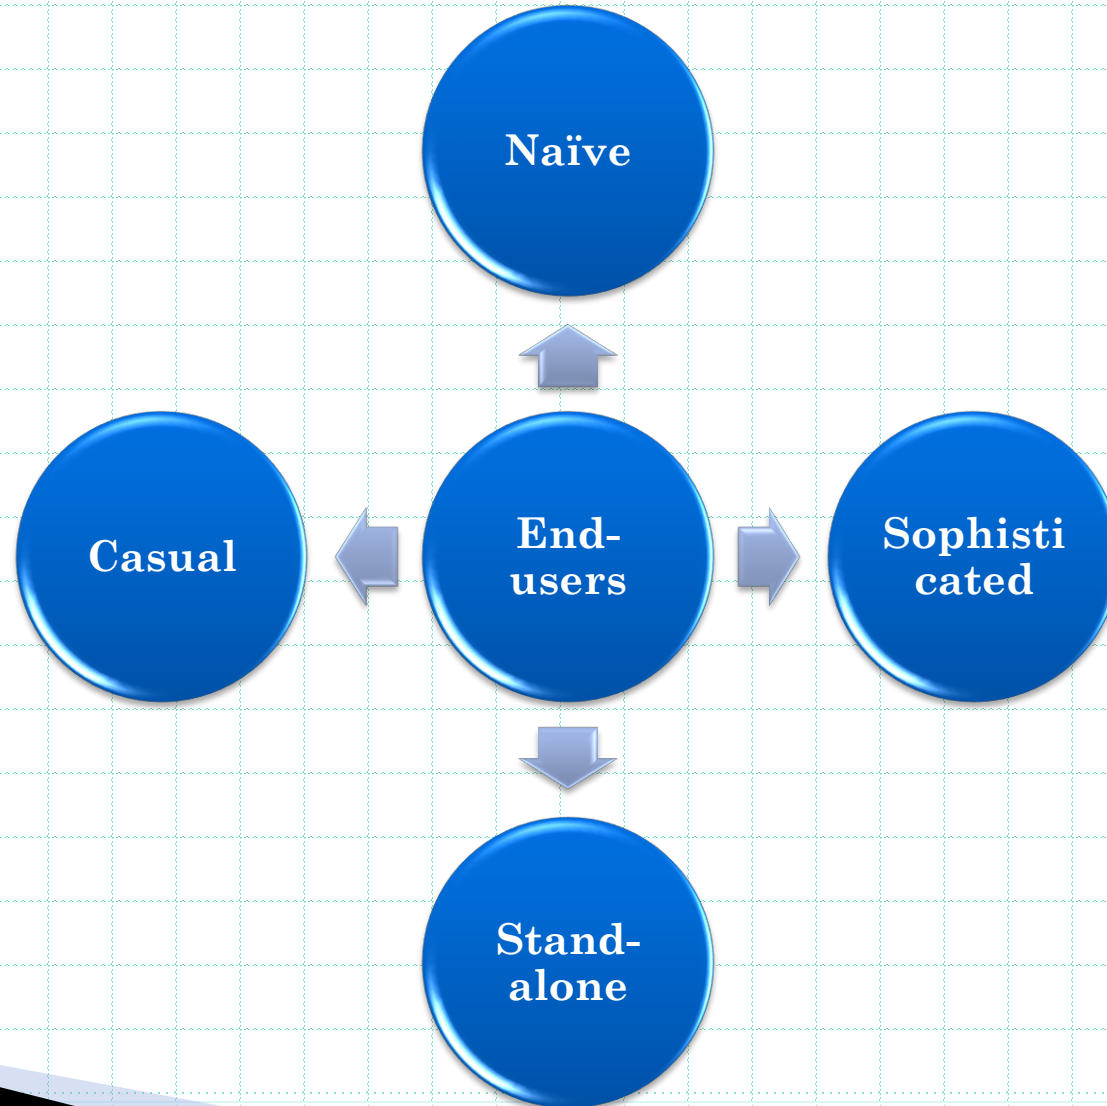 Naïve
Casual
End-
users
Sophisti
cated
Stand-
alone